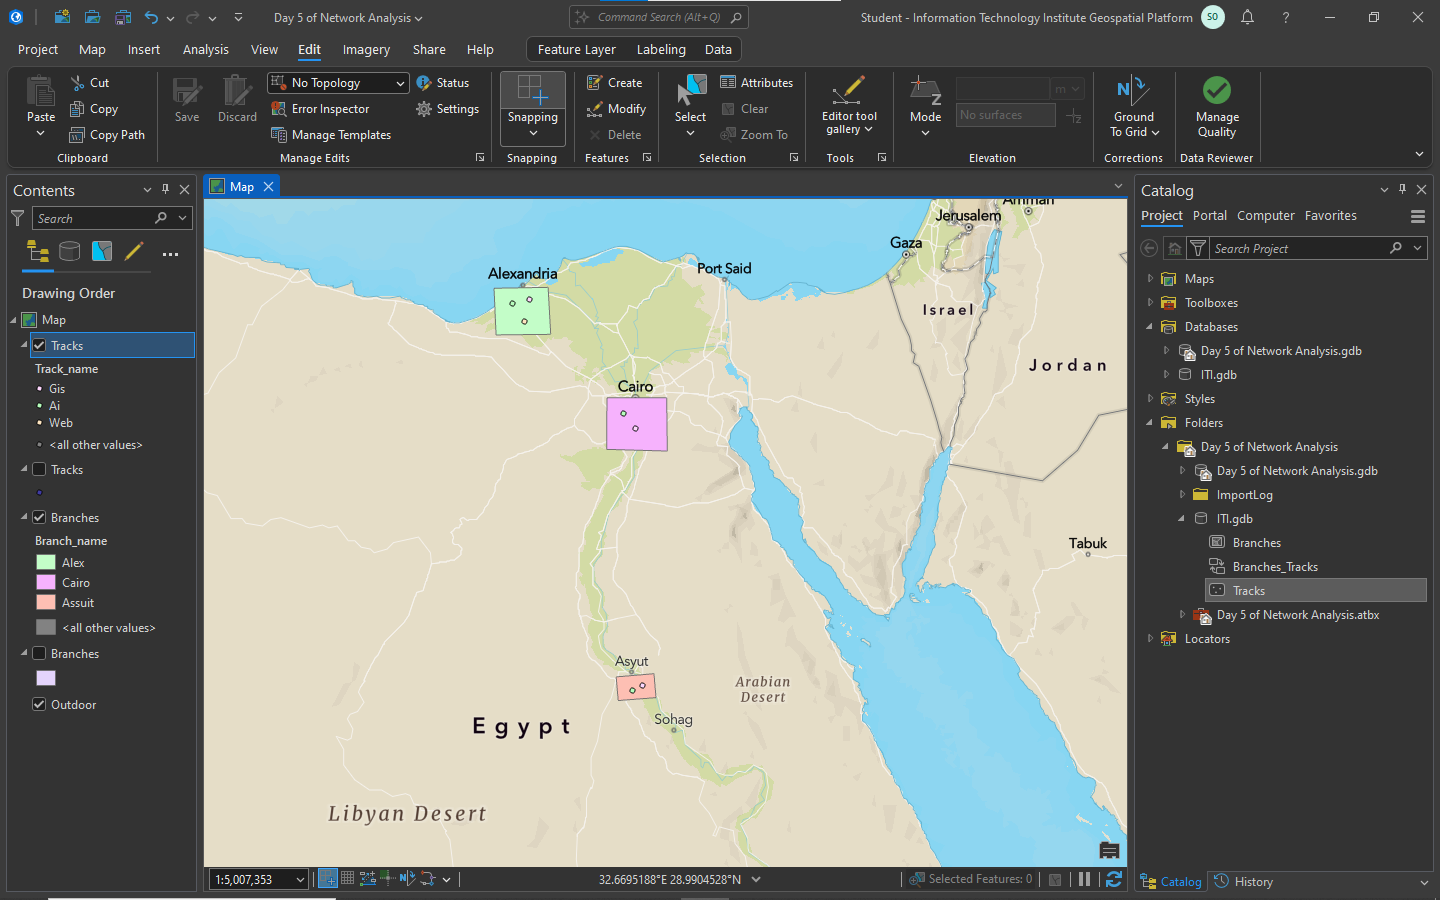 Day 5 of Network Analysis
Command Search (Alt+Q)
Student - Information Technology Institute Geospatial Platform
SO
?
Project
Map
Insert
Analysis
View
Edit
Imagery
Share
Help
Feature Layer
Labeling
Data
Paste
Cut
Copy
Copy Path
Clipboard
Save
Discard
No Topology
Error Inspector
Manage Templates
Status
Settings
Manage Edits
Snapping
Snapping
Create
Modify
Delete
Features
Select
Attributes
Clear
Zoom To
Selection
Editor tool
gallery
Tools
Mode
m
No surfaces
Elevation
Ground
To Grid
Corrections
Manage
Quality
Data Reviewer
Contents
Search
Drawing Order
Map
Tracks
Track_name
Gis
Ai
Web
<all other values>
Tracks
Branches
Branch_name
Alex
Cairo
Assuit
<all other values>
Branches
Outdoor
Map
Amman
Jerusalem
Gaza
Alexandria
Port Said
Israel
Jordan
Cairo
Tabuk
Asyut
Arabian
Desert
Sohag
Egypt
Libyan Desert
1:5,007,353
32.6695188°E 28.9904528°N
Selected Features: 0
Catalog
Project
Portal
Computer
Favorites
Search Project
Maps
Toolboxes
Databases
Day 5 of Network Analysis.gdb
ITI.gdb
Styles
Folders
Day 5 of Network Analysis
Day 5 of Network Analysis.gdb
ImportLog
ITI.gdb
Branches
Branches_Tracks
Tracks
Day 5 of Network Analysis.atbx
Locators
Catalog
History